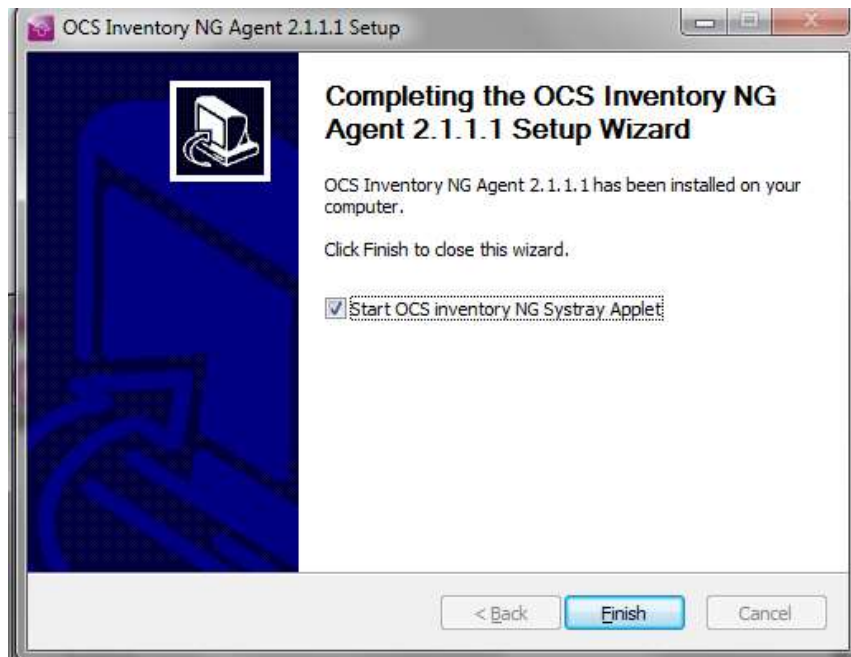 OCS Inventory NG Agent 2.1.1.1 Setup
Completing the OCS Inventory NG
Agent 2.1.1.1 Setup Wizard
OCS Inventory NG Agent 2.1.1.1 has been installed on your
computer.
Click Finish to close this wizard.
Start OCS inventory NG Systray Applet
< Back
Finish
Cancel